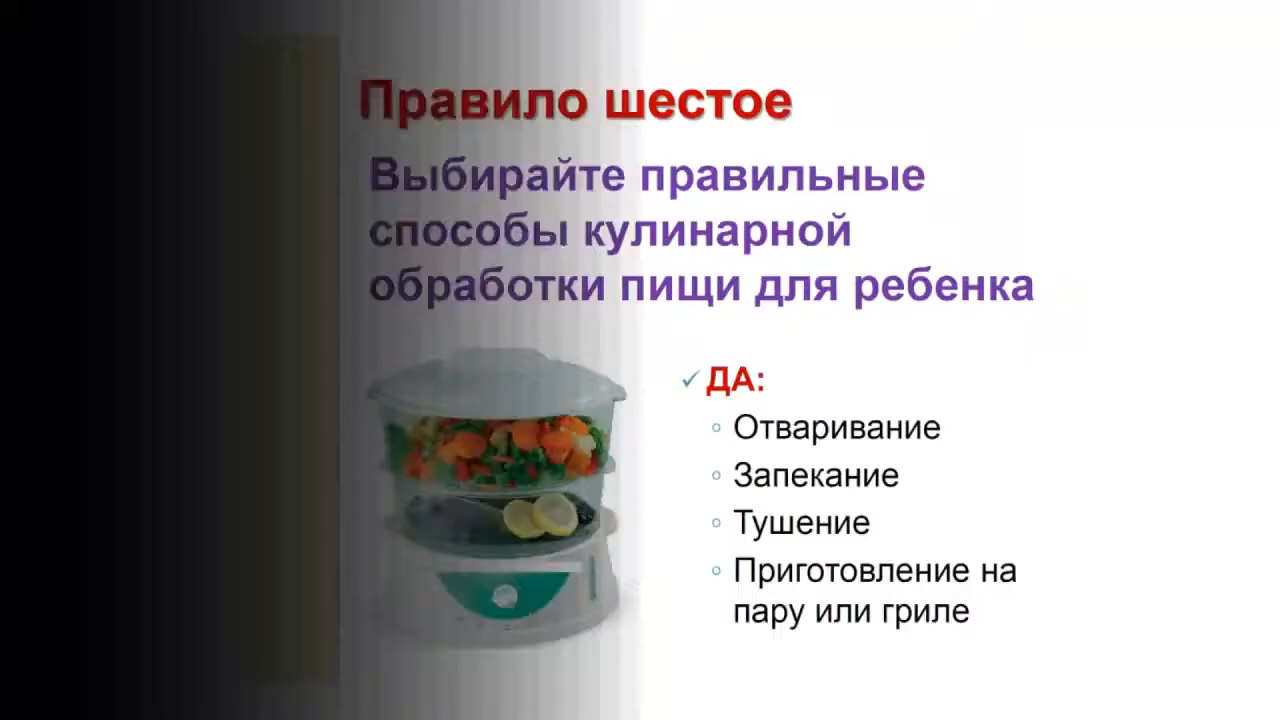 Правило шестое
Выбирайте правильные
способы кулинарной
обработки пищи для ребенка
ДА:
Отваривание
Запекание
Тушение
Приготовление на
пару или гриле